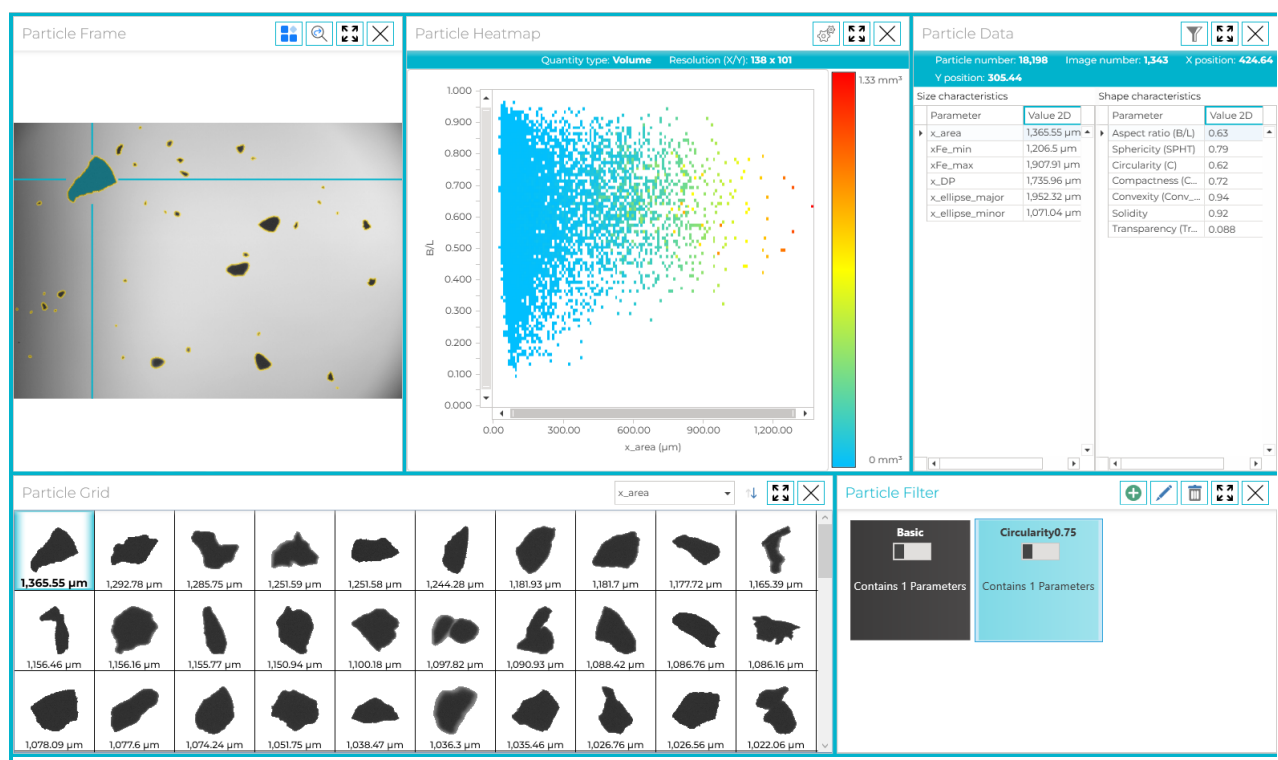 Particle Frame
Particle Heatmap
Quantity type: Volume Resolution (X/Y): 138 x 101
1.000
0.900
0.800
0.700
0.600
0.500
0.400
0.300
0.200
0.100
0.000
B/L
0.00 300.00 600.00 900.00 1,200.00
x_area (µm)
1.33 mm³
0 mm³
Particle Data
Particle number: 18,198 Image number: 1,343 X position: 424.64
Y position: 305.44
Size characteristics
Parameter Value 2D
x_area 1,365.55 µm
xFe_min 1,206.5 µm
xFe_max 1,907.91 µm
x_DP 1,735.96 µm
x_ellipse_major 1,952.32 µm
x_ellipse_minor 1,071.04 µm
Shape characteristics
Parameter Value 2D
Aspect ratio (B/L) 0.63
Sphericity (SPHT) 0.79
Circularity (C) 0.62
Compactness (C... 0.72
Convexity (Conv_... 0.94
Solidity 0.92
Transparency (Tr... 0.088
Particle Grid
x_area
1,365.55 µm 1,292.78 µm 1,285.75 µm 1,251.59 µm 1,251.58 µm 1,244.28 µm 1,181.93 µm 1,181.7 µm 1,177.72 µm 1,165.39 µm
1,156.46 µm 1,156.16 µm 1,155.77 µm 1,150.94 µm 1,100.18 µm 1,097.82 µm 1,090.93 µm 1,088.42 µm 1,086.76 µm 1,086.16 µm
1,078.09 µm 1,077.6 µm 1,074.24 µm 1,051.75 µm 1,038.47 µm 1,036.3 µm 1,035.46 µm 1,026.76 µm 1,026.56 µm 1,022.06 µm
Particle Filter
Basic
Contains 1 Parameters
Circularity0.75
Contains 1 Parameters